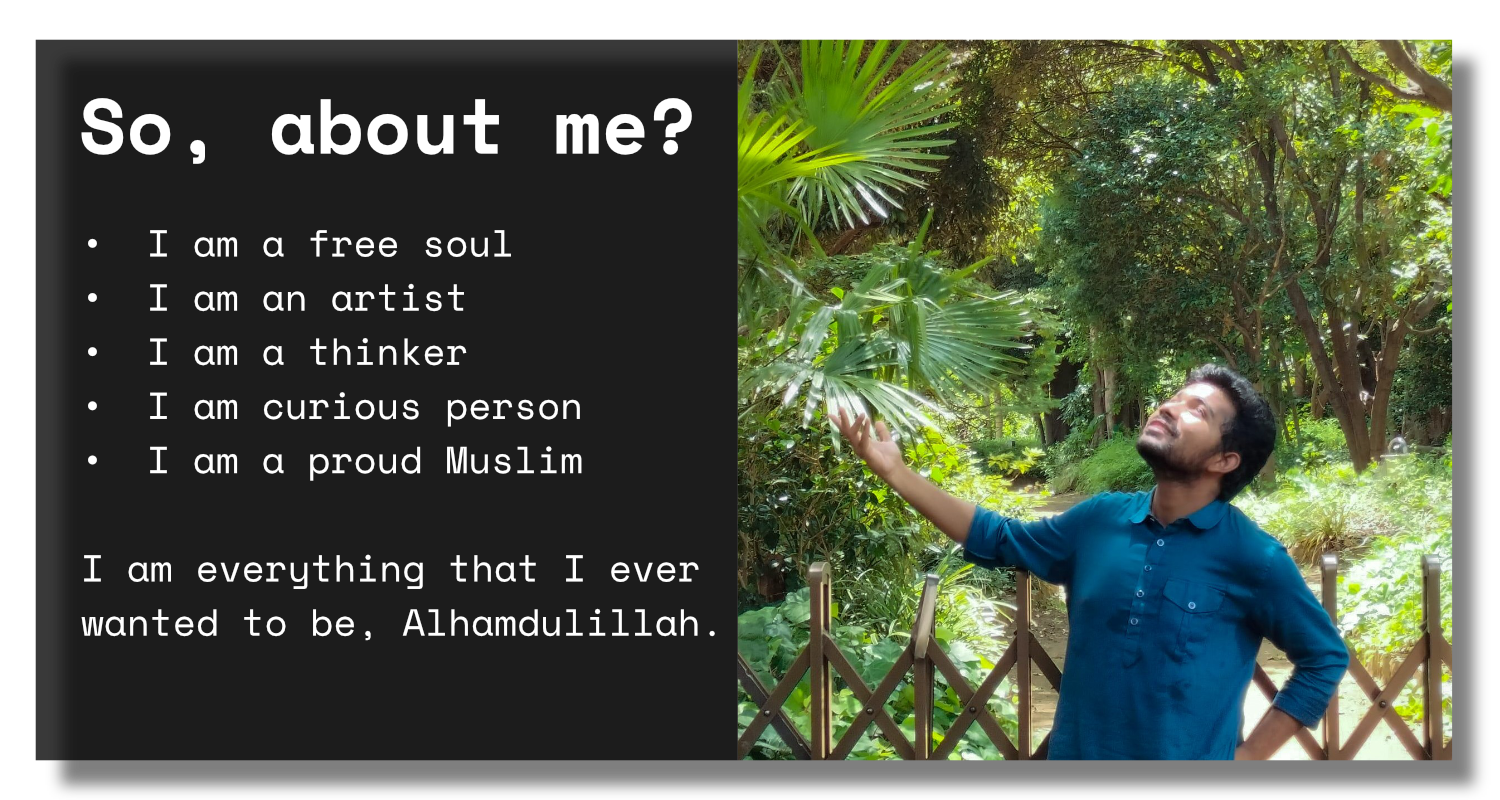 So, about me?
• I am a free soul
• I am an artist
• I am a thinker
• I am curious person
• I am a proud Muslim
I am everything that I ever
wanted to be, Alhamdulillah.